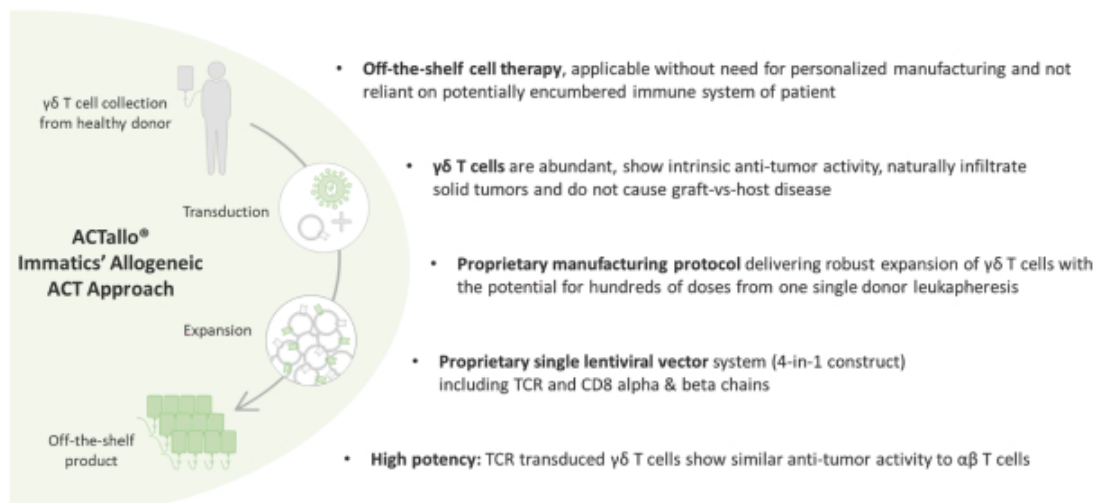 γδ T cell collection
from healthy donor
Transduction
ACTallo®
Immatics’ Allogeneic
ACT Approach
Expansion
Off-the-shelf
product
• Off-the-shelf cell therapy, applicable without need for personalized manufacturing and not
reliant on potentially encumbered immune system of patient
• γδ T cells are abundant, show intrinsic anti-tumor activity, naturally infiltrate
solid tumors and do not cause graft-vs-host disease
• Proprietary manufacturing protocol delivering robust expansion of γδ T cells with
the potential for hundreds of doses from one single donor leukapheresis
• Proprietary single lentiviral vector system (4-in-1 construct)
including TCR and CD8 alpha & beta chains
• High potency: TCR transduced γδ T cells show similar anti-tumor activity to αβ T cells